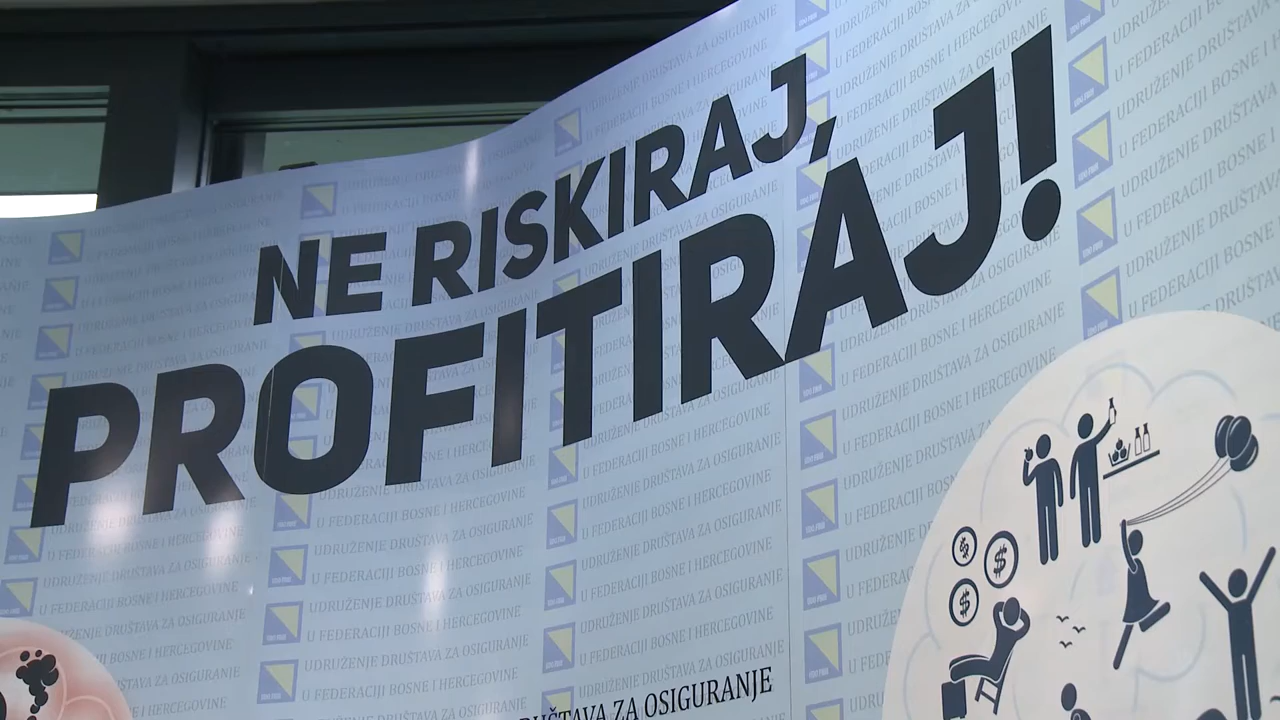 NE RISKIRAJ,
PROFITIRAJ!
UDRUŽENJE DRUŠTAVA ZA OSIGURANJE
U FEDERACIJI BOSNE I HERCEGOVINE
DRUŠTAVA ZA OSIGURANJE